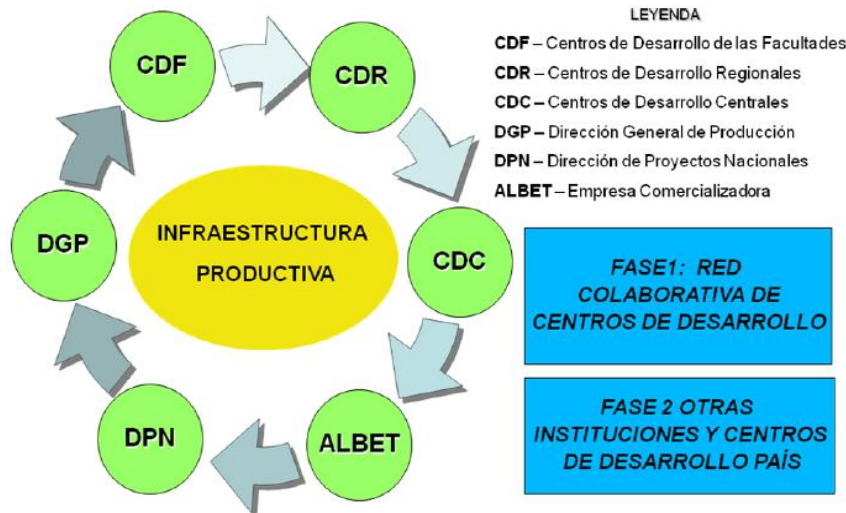 LEYENDA
CDF – Centros de Desarrollo de las Facultades
CDR – Centros de Desarrollo Regionales
CDC – Centros de Desarrollo Centrales
DGP – Dirección General de Producción
DPN – Dirección de Proyectos Nacionales
ALBET – Empresa Comercializadora
CDF
CDR
CDC
ALBET
DPN
DGP
INFRAESTRUCTURA
PRODUCTIVA
FASE1: RED
COLABORATIVA DE
CENTROS DE DESARROLLO
FASE 2 OTRAS
INSTITUCIONES Y CENTROS
DE DESARROLLO PAÍS